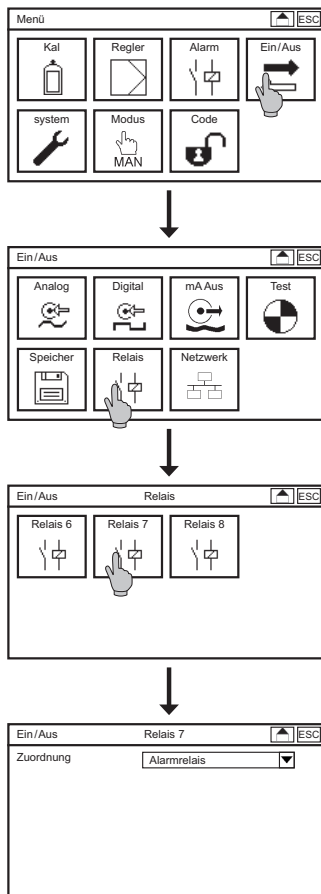 Menü ESC
Kal Regler Alarm Ein/Aus
system Modus Code
MAN
Ein/Aus ESC
Analog Digital mA Aus Test
Speicher Relais Netzwerk
Ein/Aus Relais ESC
Relais 6 Relais 7 Relais 8
Ein/Aus Relais 7 ESC
Zuordnung Alarmrelais